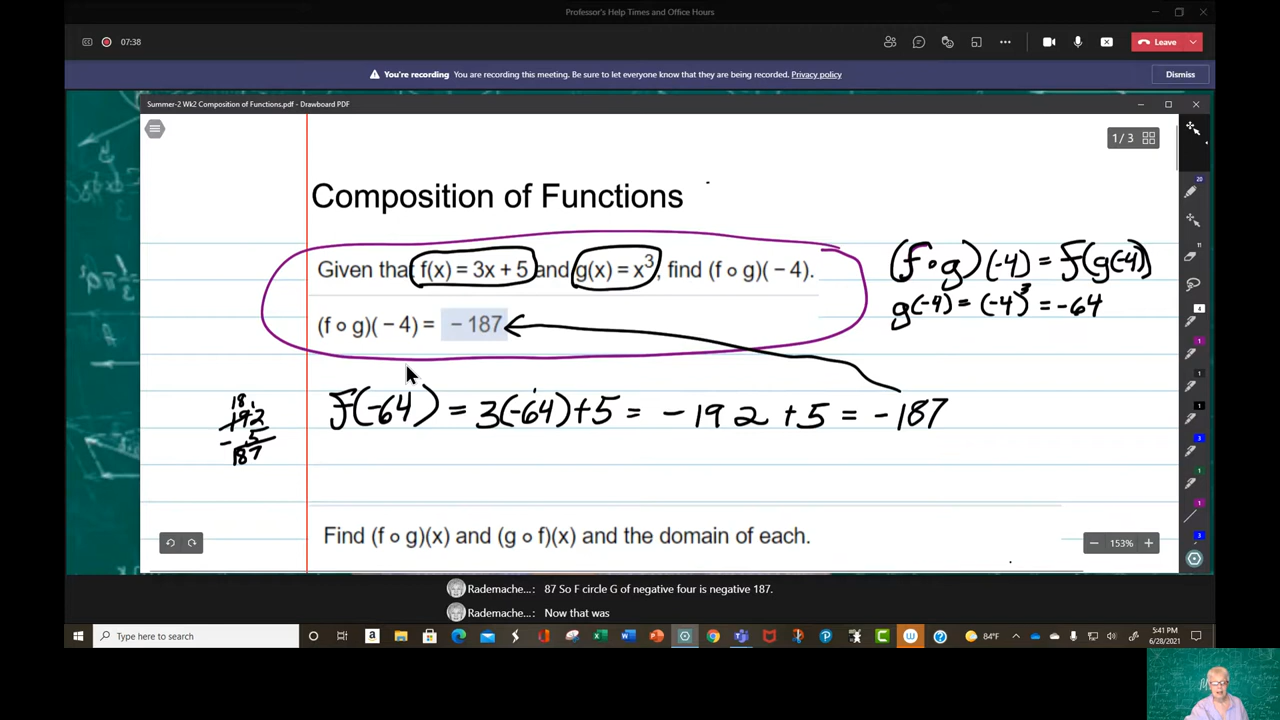 Professor's Help Times and Office Hours
07:38
Leave
You're recording You are recording this meeting. Be sure to let everyone know that they are being recorded. Privacy policy
Dismiss
Summer-2 Wk2 Composition of Functions.pdf - Drawboard PDF
1 / 3
Composition of Functions
Given that f(x) = 3x + 5 and g(x) = x³, find (f ∘ g)( − 4).
(f ∘ g)( − 4) = − 187
(f ∘ g)(-4) = f(g(-4))
g(-4) = (-4)³ = -64
f(-64) = 3(-64)+5 = -192 +5 = -187
18 1
192
- 5
187
Find (f ∘ g)(x) and (g ∘ f)(x) and the domain of each.
153%
Rademache...: 87 So F circle G of negative four is negative 187.
Rademache...: Now that was
Type here to search
84°F
5:41 PM
6/28/2021